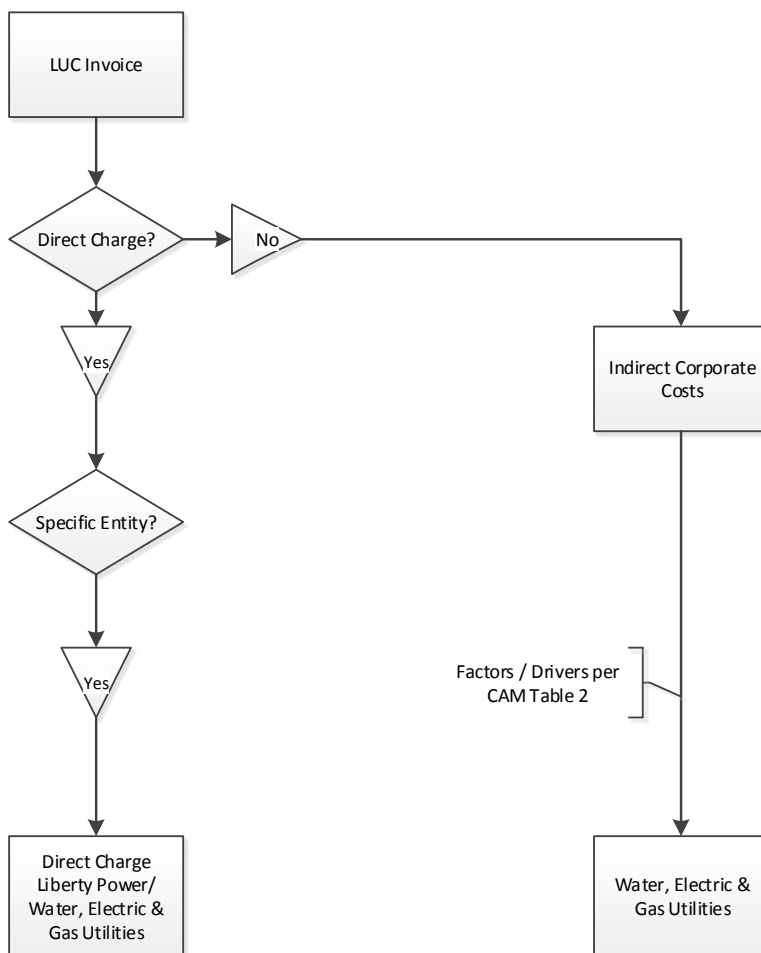 LUC Invoice
Direct Charge?
No
Yes
Indirect Corporate
Costs
Specific Entity?
Yes
Factors / Drivers per
CAM Table 2
Direct Charge
Liberty Power/
Water, Electric &
Gas Utilities
Water, Electric &
Gas Utilities